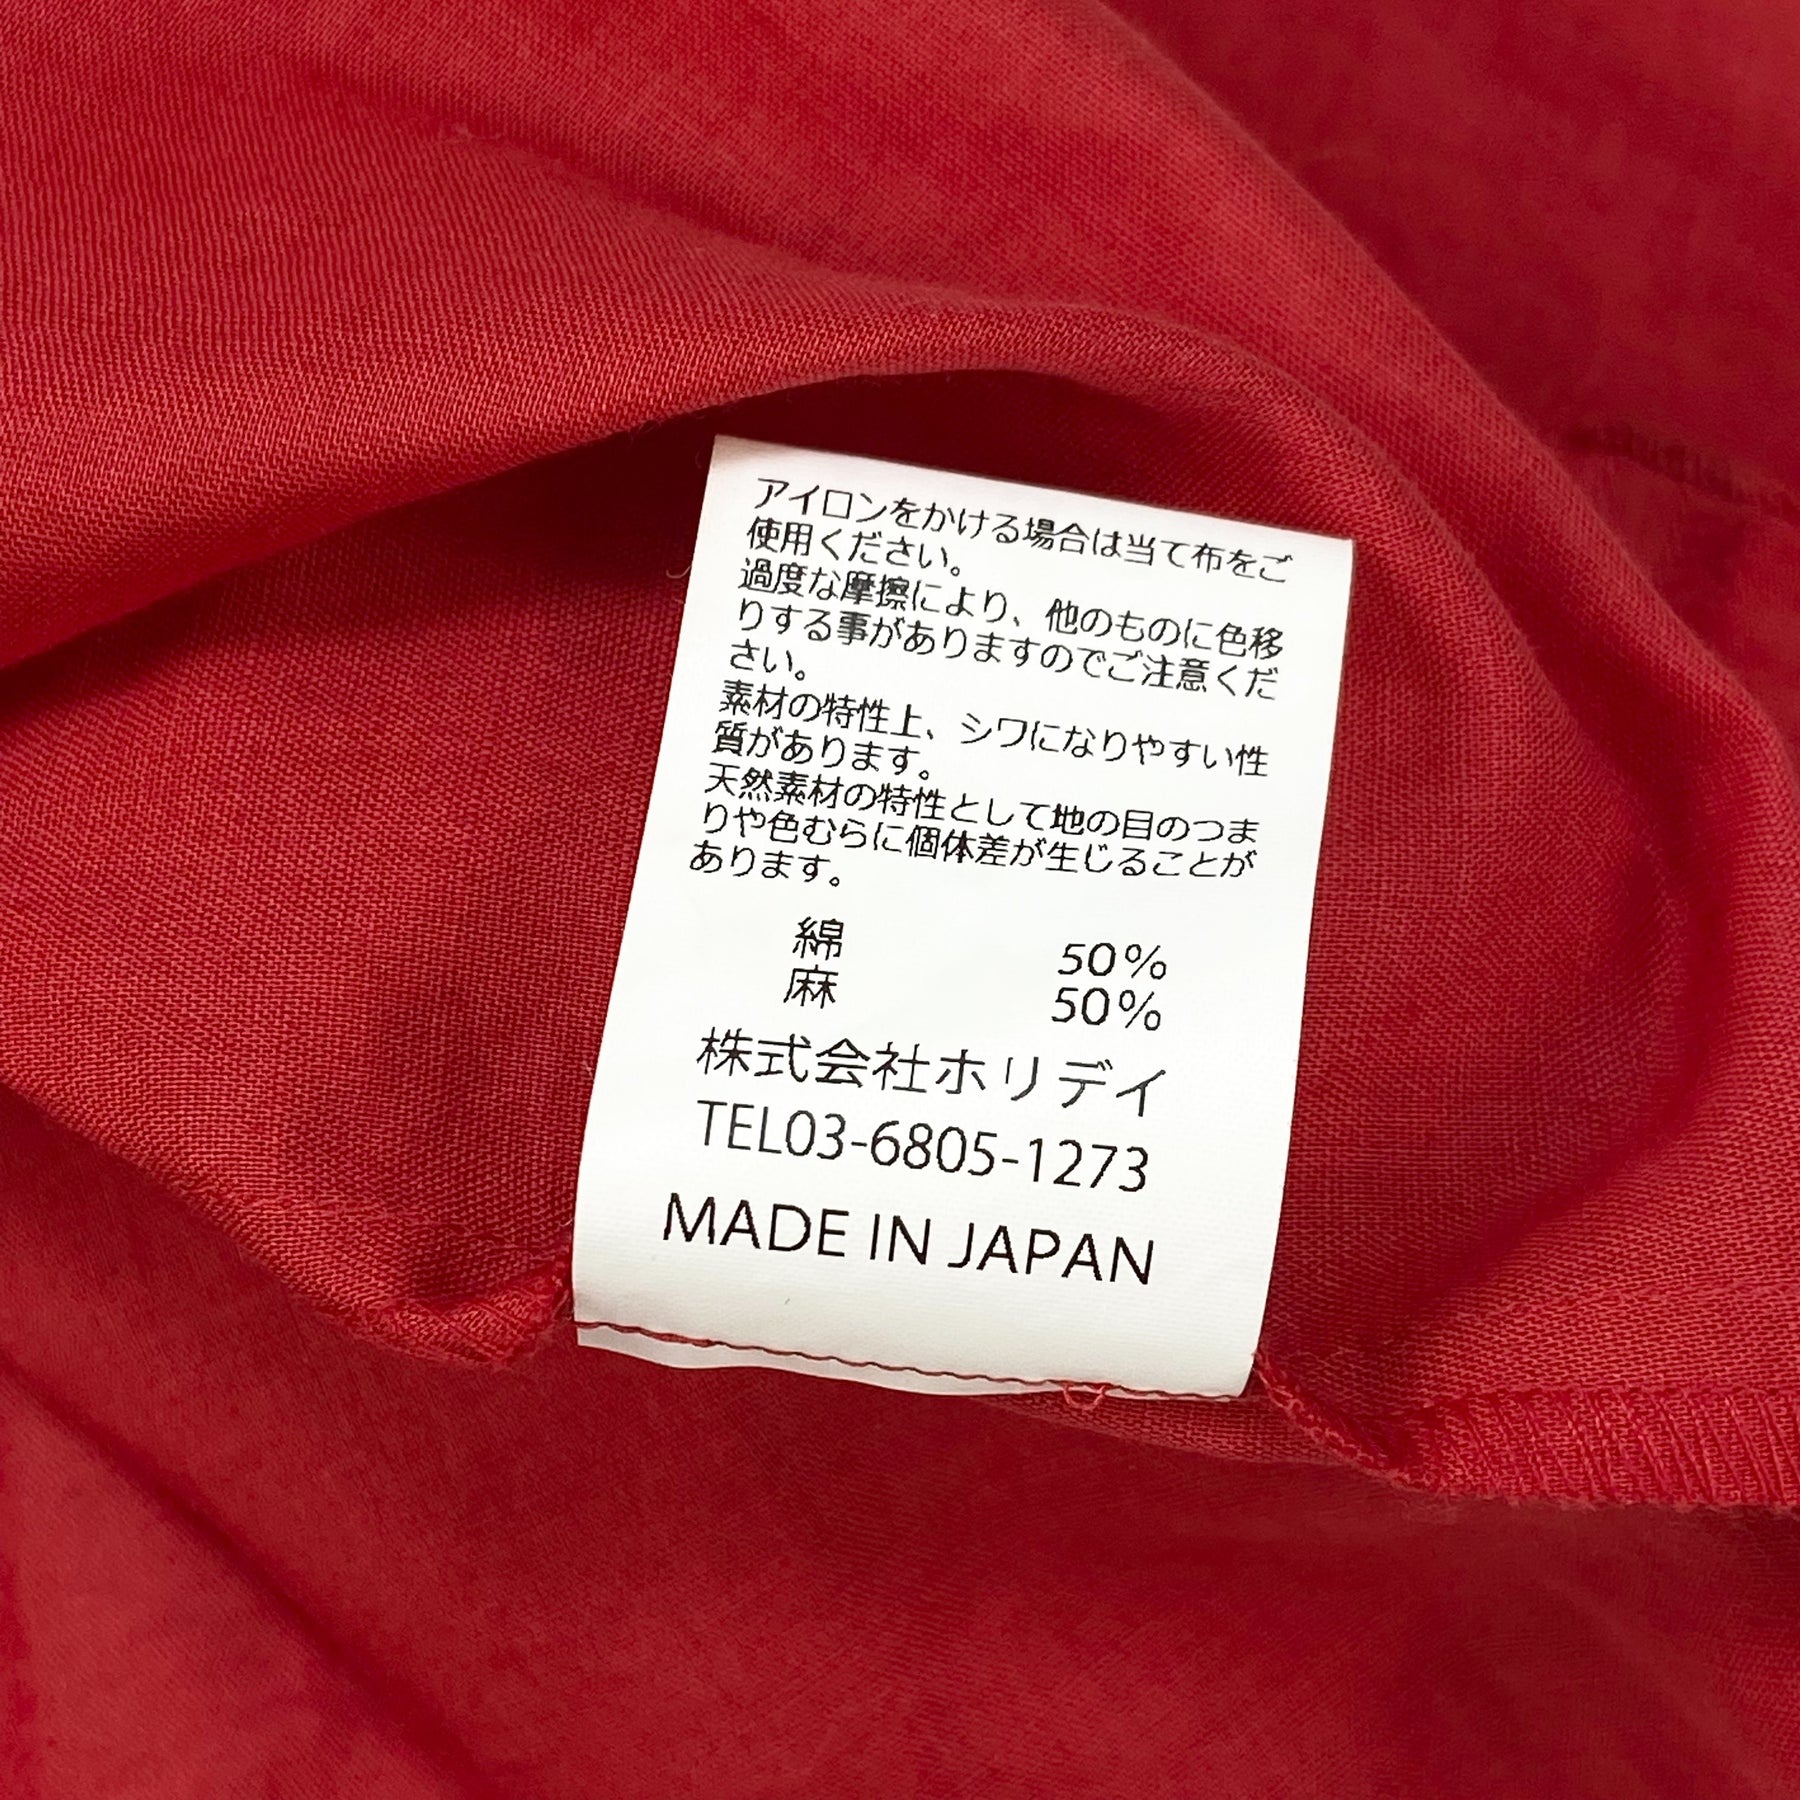 アイロンをかける場合は当て布をご
使用ください。
過度な摩擦により、他のものに色移
りする事がありますのでご注意くだ
さい。
素材の特性上、シワになりやすい性
質があります。
天然素材の特性として地の目のつま
りや色むらに個体差が生じることが
あります。
綿 50%
麻 50%
株式会社ホリデイ
TEL03-6805-1273
MADE IN JAPAN